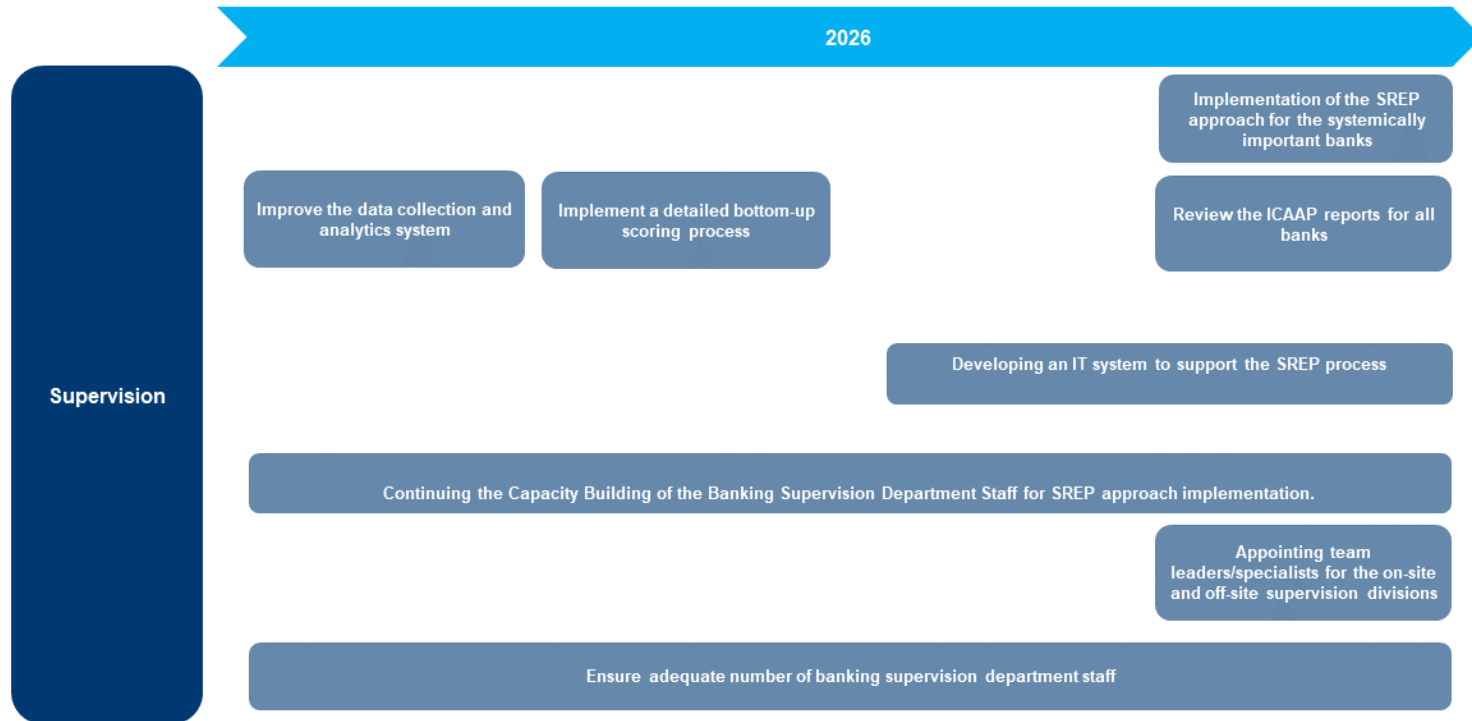 2026
Implementation of the SREP
approach for the systemically
important banks
Improve the data collection and
analytics system
Implement a detailed bottom-up
scoring process
Review the ICAAP reports for all
banks
Developing an IT system to support the SREP process
Supervision
Continuing the Capacity Building of the Banking Supervision Department Staff for SREP approach implementation.
Appointing team
leaders/specialists for the on-site
and off-site supervision divisions
Ensure adequate number of banking supervision department staff